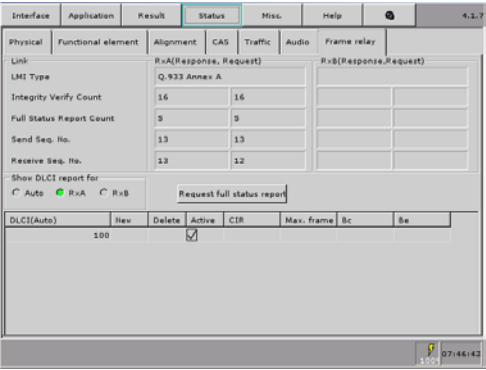 Interface Application Result Status Misc. Help 4.1.7
Physical Functional element Alignment CAS Traffic Audio Frame relay
Link RxA(Response, Request) RxB(Response,Request)
LMI Type Q.933 Annex A
Integrity Verify Count 16 16
Full Status Report Count 5 5
Send Seq. No. 13 13
Receive Seq. No. 13 12
Show DLCI report for
Auto RxA RxB Request full status report
DLCI(Auto) New Delete Active CIR Max. frame Bc Be
100
100% 07:46:42